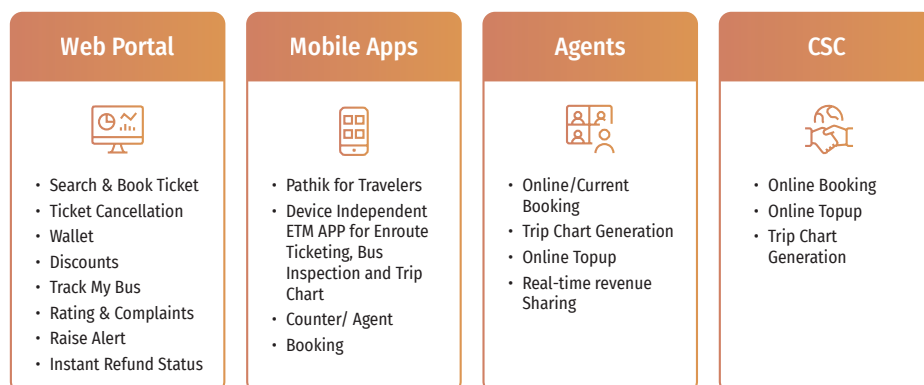 Web Portal
• Search & Book Ticket
• Ticket Cancellation
• Wallet
• Discounts
• Track My Bus
• Rating & Complaints
• Raise Alert
• Instant Refund Status
Mobile Apps
• Pathik for Travelers
• Device Independent
ETM APP for Enroute
Ticketing, Bus
Inspection and Trip
Chart
• Counter/ Agent
• Booking
Agents
• Online/Current
Booking
• Trip Chart Generation
• Online Topup
• Real-time revenue
Sharing
CSC
• Online Booking
• Online Topup
• Trip Chart
Generation